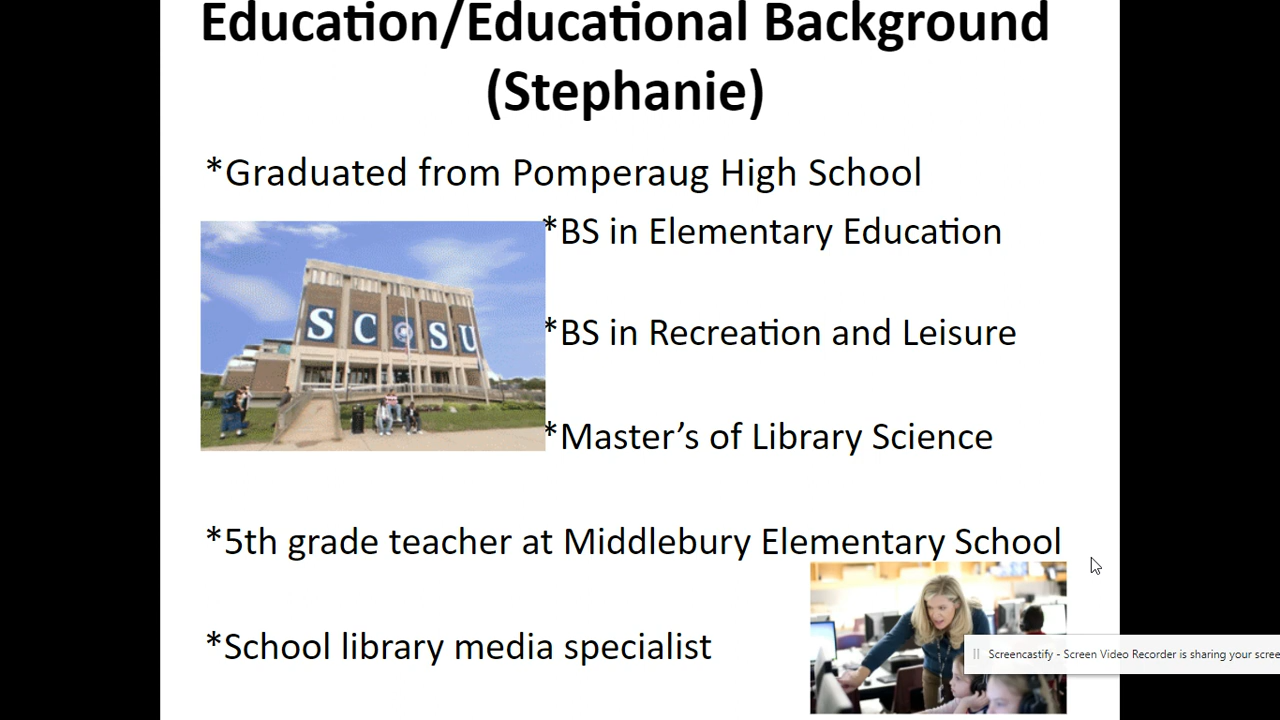 Education/Educational Background
(Stephanie)
*Graduated from Pomperaug High School
*BS in Elementary Education
SC SU
*BS in Recreation and Leisure
*Master’s of Library Science
*5th grade teacher at Middlebury Elementary School
*School library media specialist
Screencastify - Screen Video Recorder is sharing your scree